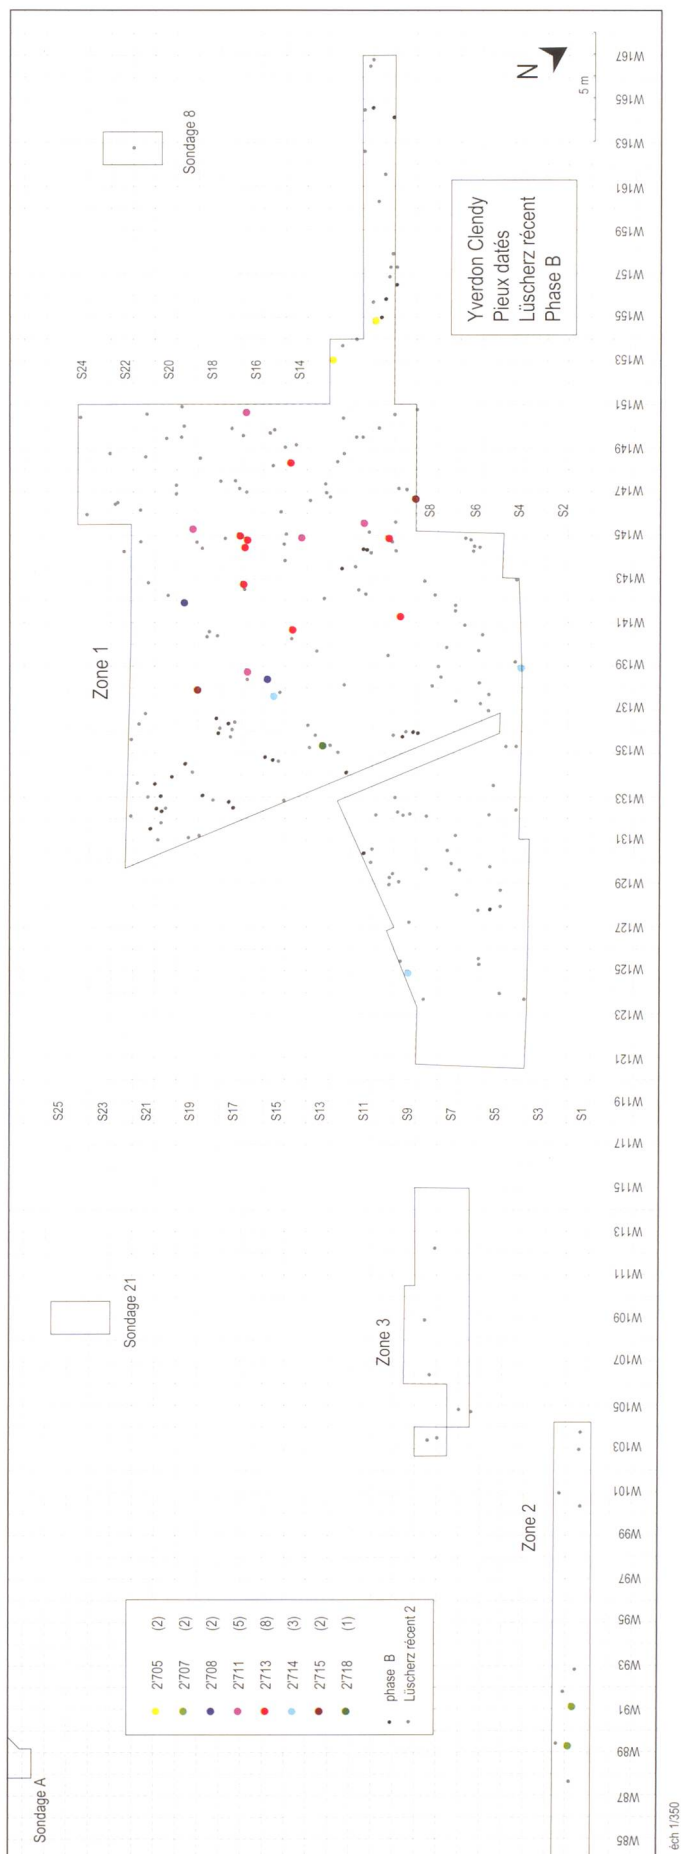 Yverdon Clendy
Pieux datés
Lüscherz récent
Phase B
N
5 m
Sondage 8
Zone 1
Sondage 21
Zone 3
Zone 2
Sondage A
2'705 (2)
2'707 (2)
2'708 (2)
2'711 (5)
2'713 (8)
2'714 (3)
2'715 (2)
2'718 (1)
phase B
Lüscherz récent 2
S24
S22
S20
S18
S16
S14
S8
S6
S4
S2
S25
S23
S21
S19
S17
S15
S13
S11
S9
S7
S5
S3
S1
W167
W165
W163
W161
W159
W157
W155
W153
W151
W149
W147
W145
W143
W141
W139
W137
W135
W133
W131
W129
W127
W125
W123
W121
W119
W117
W115
W113
W111
W109
W107
W105
W103
W101
W99
W97
W95
W93
W91
W89
W87
W85
éch 1/350